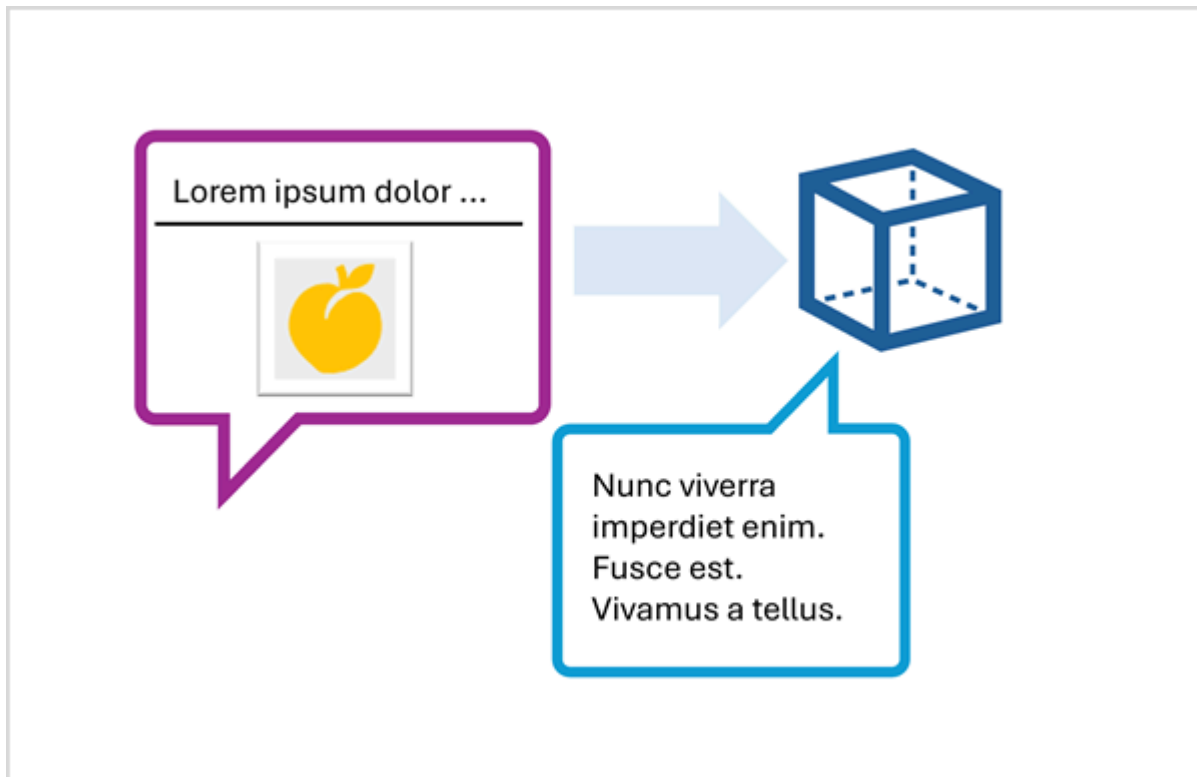 Lorem ipsum dolor ...
Nunc viverra
imperdiet enim.
Fusce est.
Vivamus a tellus.